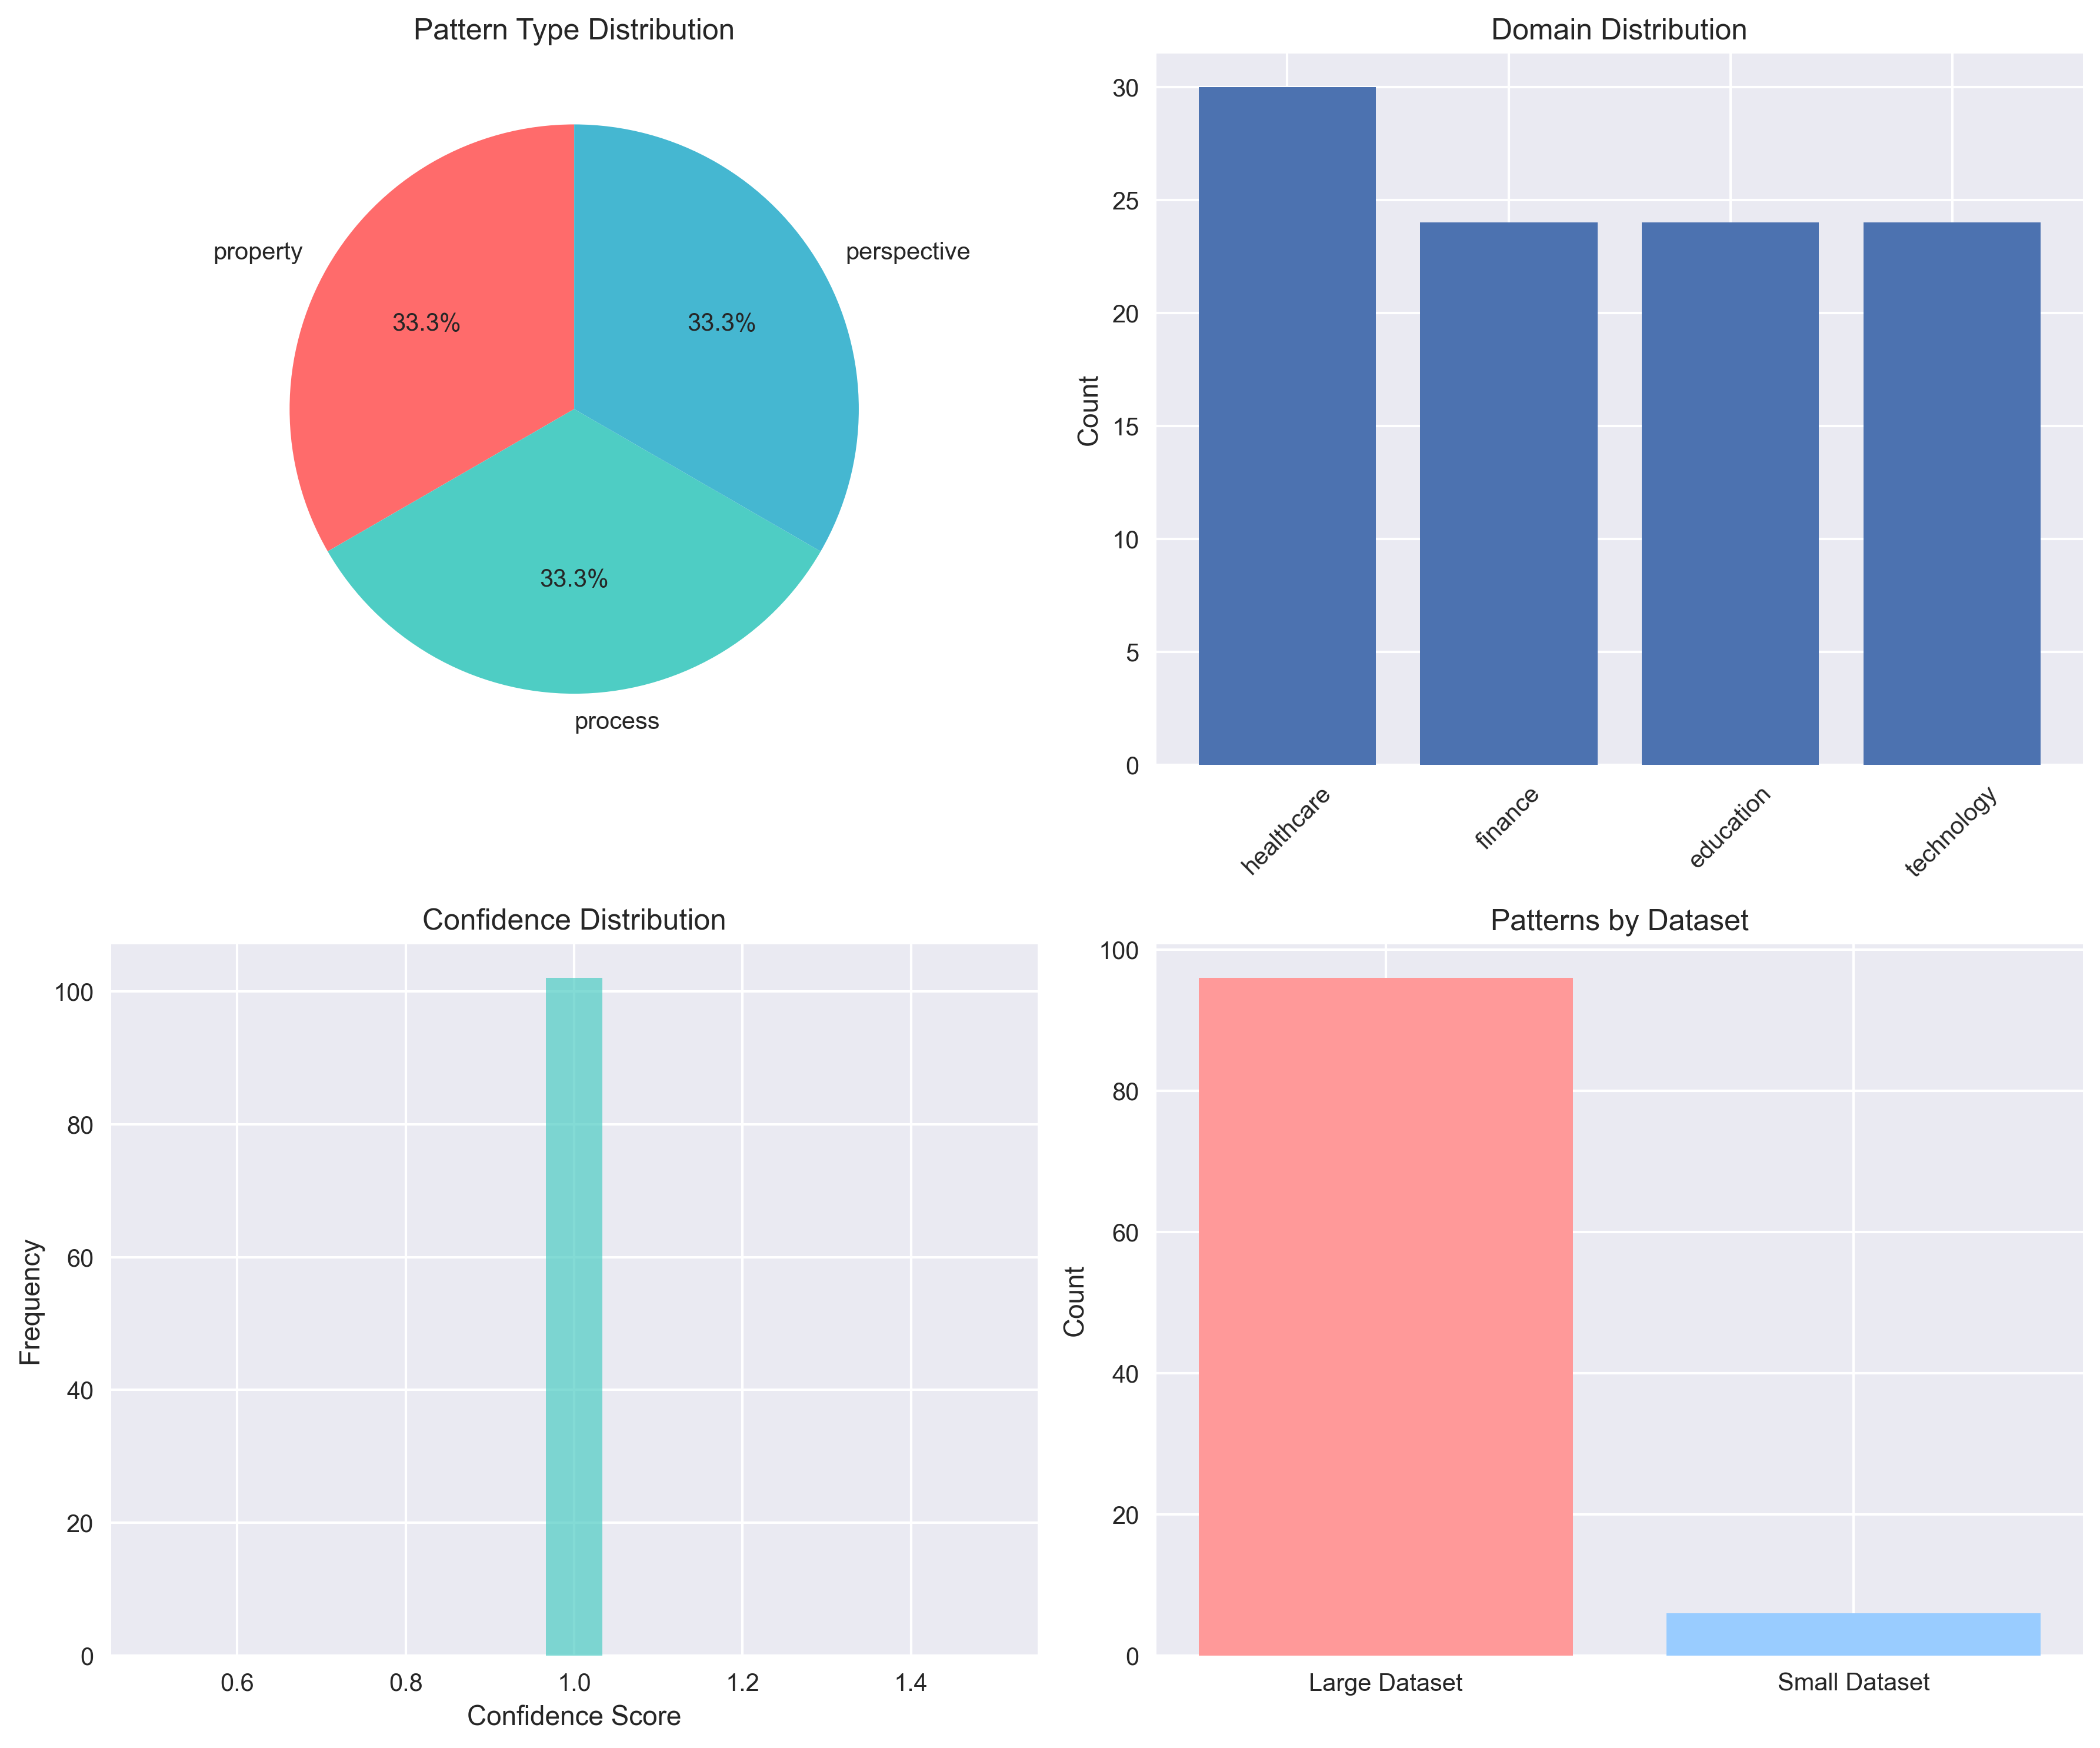 Pattern Type Distribution
property
perspective
33.3%
33.3%
33.3%
process
Domain Distribution
Count
30
25
20
15
10
5
0
healthcare
finance
education
technology
Confidence Distribution
Frequency
100
80
60
40
20
0
0.6
0.8
1.0
1.2
1.4
Confidence Score
Patterns by Dataset
Count
100
80
60
40
20
0
Large Dataset
Small Dataset